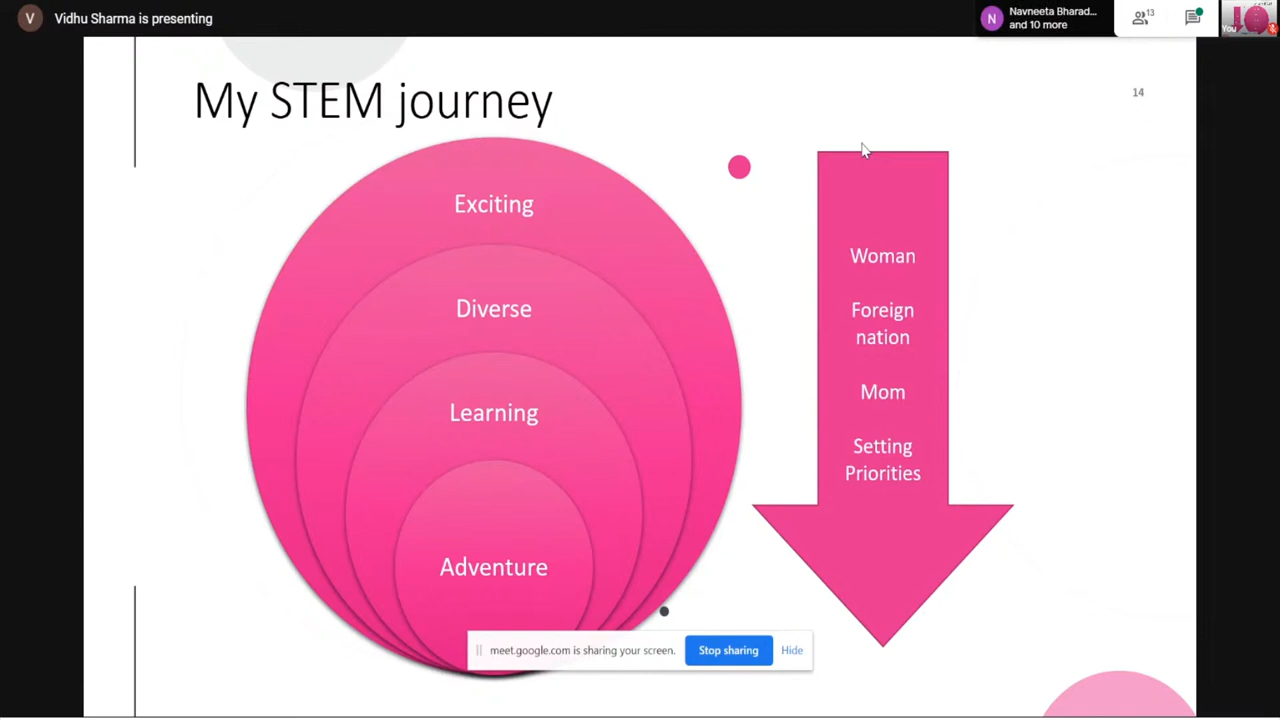 V
Vidhu Sharma is presenting
N
Navneeta Bharad...
and 10 more
13
You
My STEM journey
14
Exciting
Diverse
Learning
Adventure
Woman
Foreign
nation
Mom
Setting
Priorities
meet.google.com is sharing your screen.
Stop sharing
Hide